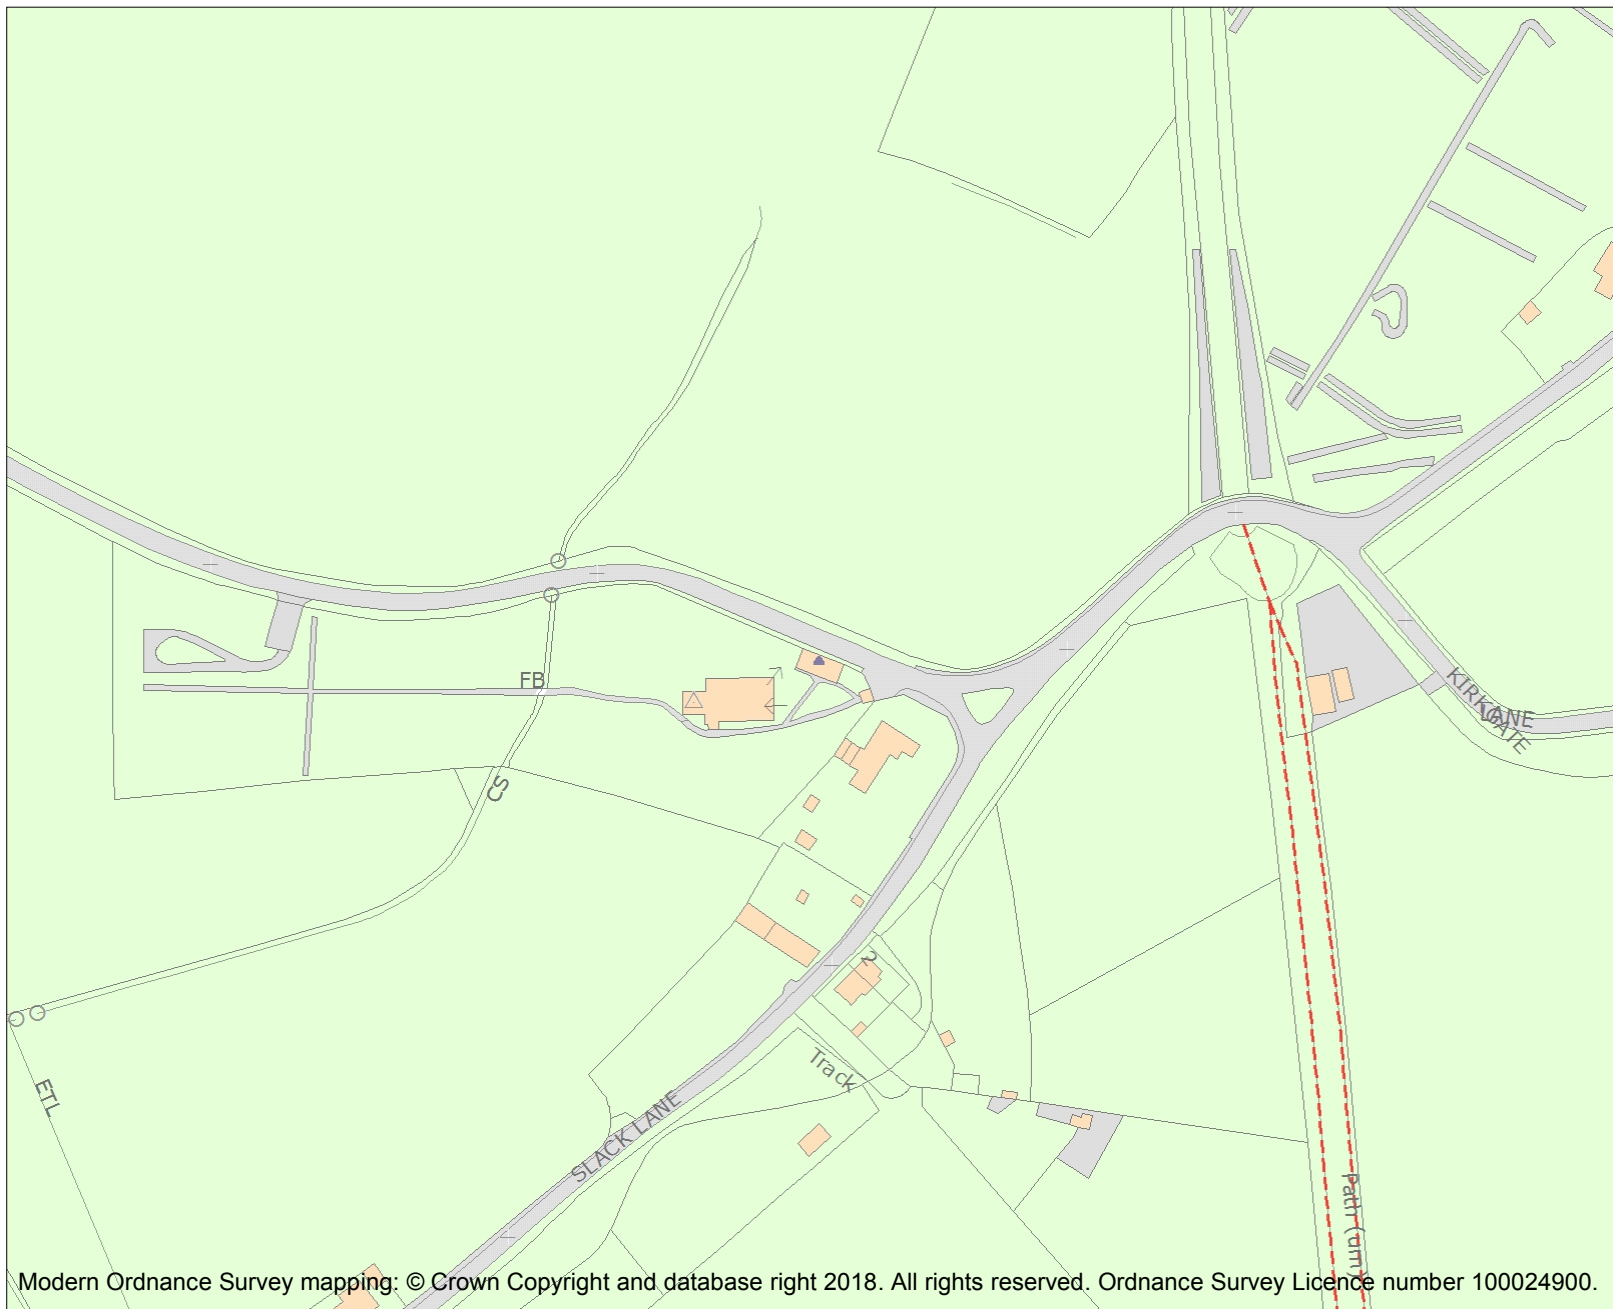 FB
KIRKGATE
LANE
CS
2
Track
ETL
SLACK LANE
Path (um)
Modern Ordnance Survey mapping: © Crown Copyright and database right 2018. All rights reserved. Ordnance Survey Licence number 100024900.